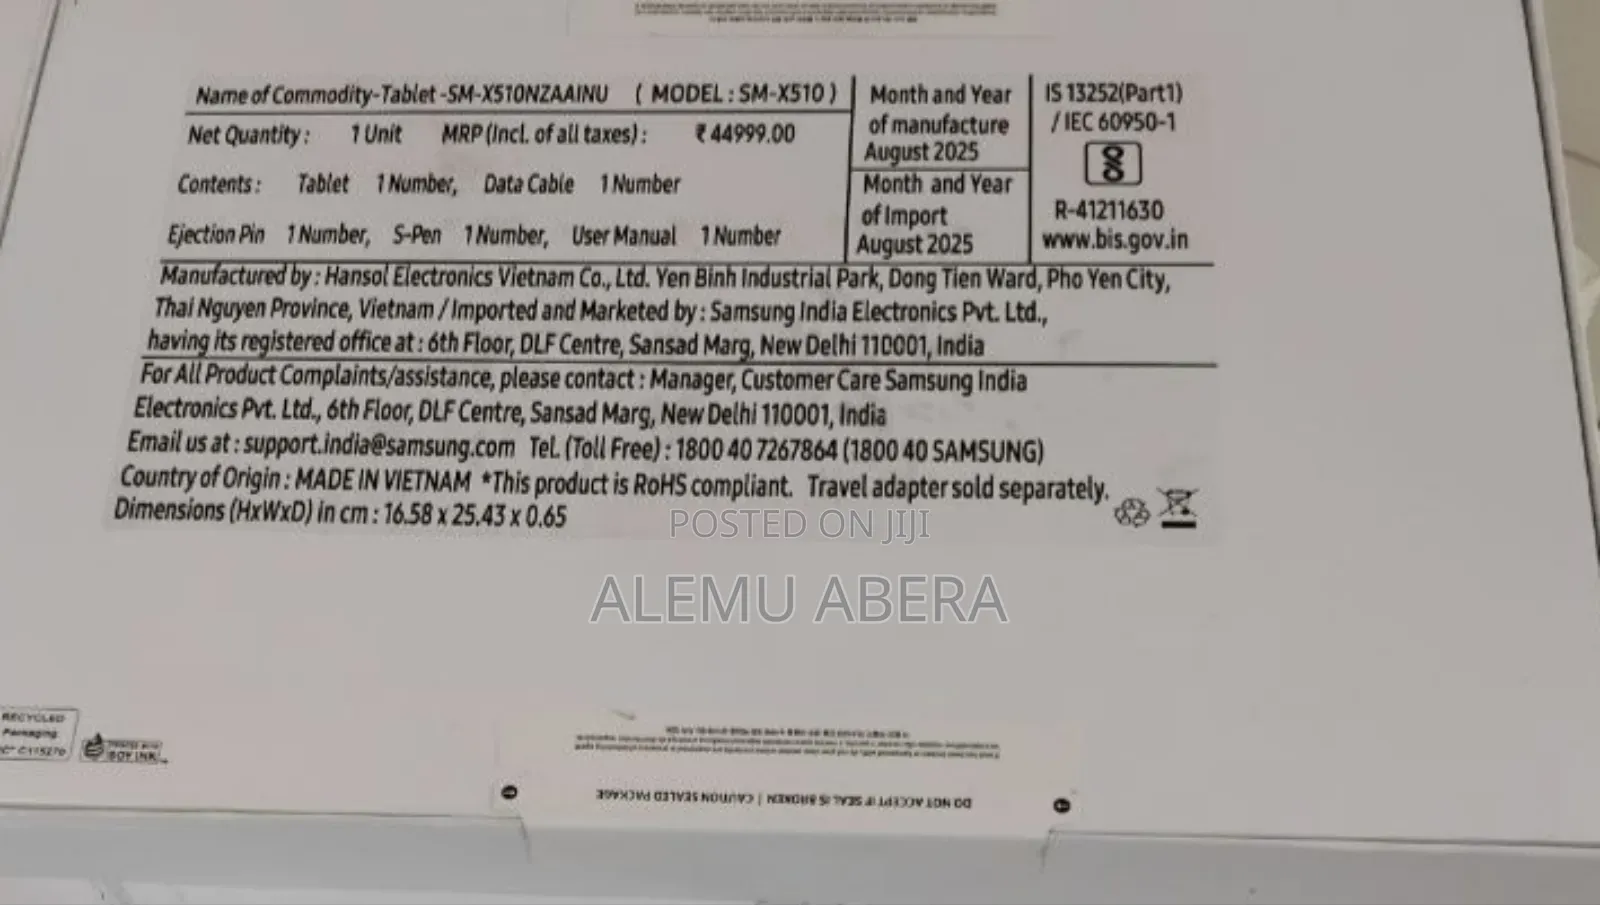 Name of Commodity-Tablet -SM-X510NZAAINU ( MODEL : SM-X510 )
Net Quantity : 1 Unit MRP (Incl. of all taxes) : ₹ 44999.00
Contents : Tablet 1 Number, Data Cable 1 Number
Ejection Pin 1 Number, S-Pen 1 Number, User Manual 1 Number
Month and Year
of manufacture
August 2025
Month and Year
of Import
August 2025
IS 13252(Part1)
/ IEC 60950-1
R-41211630
www.bis.gov.in
Manufactured by : Hansol Electronics Vietnam Co., Ltd. Yen Binh Industrial Park, Dong Tien Ward, Pho Yen City,
Thai Nguyen Province, Vietnam / Imported and Marketed by : Samsung India Electronics Pvt. Ltd.,
having its registered office at : 6th Floor, DLF Centre, Sansad Marg, New Delhi 110001, India
For All Product Complaints/assistance, please contact : Manager, Customer Care Samsung India
Electronics Pvt. Ltd., 6th Floor, DLF Centre, Sansad Marg, New Delhi 110001, India
Email us at : support.india@samsung.com Tel. (Toll Free) : 1800 40 7267864 (1800 40 SAMSUNG)
Country of Origin : MADE IN VIETNAM *This product is RoHS compliant. Travel adapter sold separately.
Dimensions (HxWxD) in cm : 16.58 x 25.43 x 0.65
POSTED ON JIJI
ALEMU ABERA
RECYCLED
Packaging
C115270
PRINTED WITH
SOY INK
DO NOT ACCEPT IF SEAL IS BROKEN | CAUTION SEALED PACKAGE